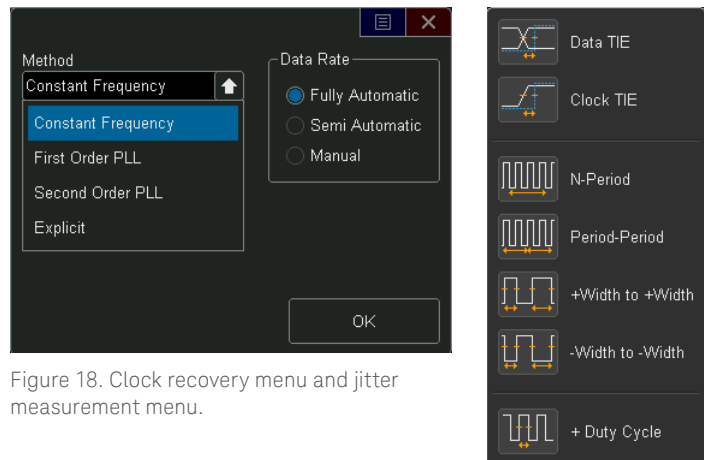 Method
Constant Frequency
Constant Frequency
First Order PLL
Second Order PLL
Explicit
Data Rate
Fully Automatic
Semi Automatic
Manual
OK
Figure 18. Clock recovery menu and jitter
measurement menu.
Data TIE
Clock TIE
N-Period
Period-Period
+Width to +Width
-Width to -Width
+ Duty Cycle